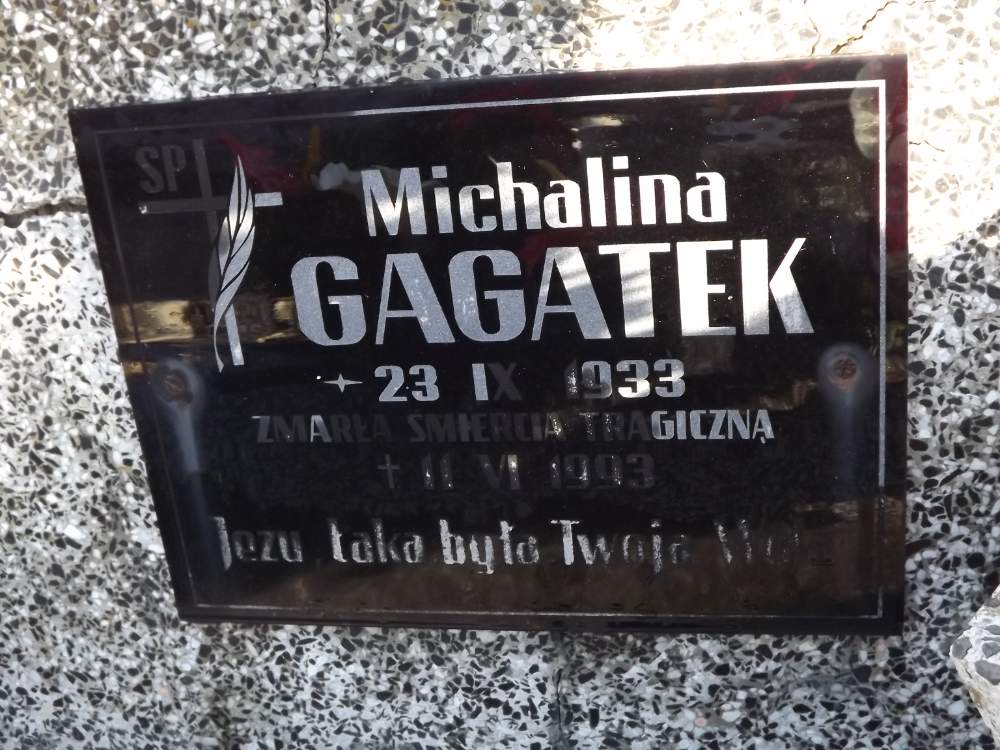 SP
Michalina
GAGATEK
23 IX 1933
ZMARŁA ŚMIERCIĄ TRAGICZNĄ
11 VI 1993
Jezu, taka była Twoja